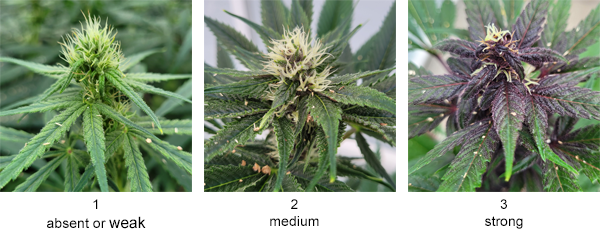 1 2 3
absent or weak medium strong